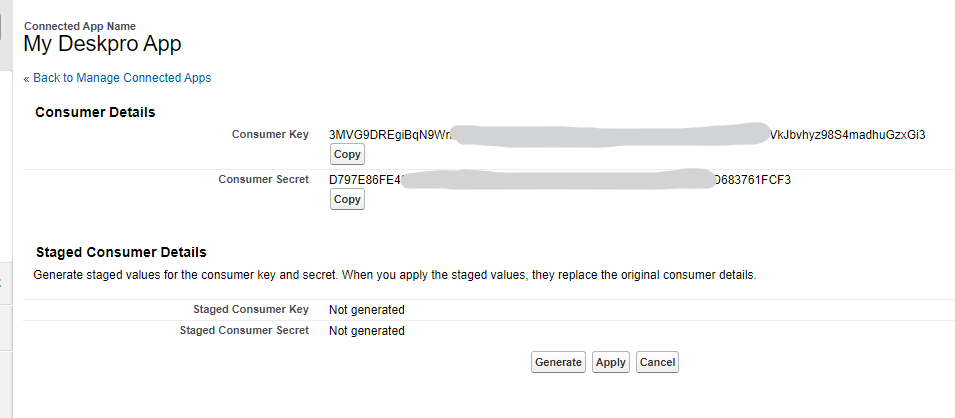 Connected App Name
My Deskpro App
« Back to Manage Connected Apps
Consumer Details
Consumer Key 3MVG9DREgiBqN9Wr VkJbvhyz98S4madhuGzxGi3
Copy
Consumer Secret D797E86FE4 D683761FCF3
Copy
Staged Consumer Details
Generate staged values for the consumer key and secret. When you apply the staged values, they replace the original consumer details.
Staged Consumer Key Not generated
Staged Consumer Secret Not generated
Generate Apply Cancel